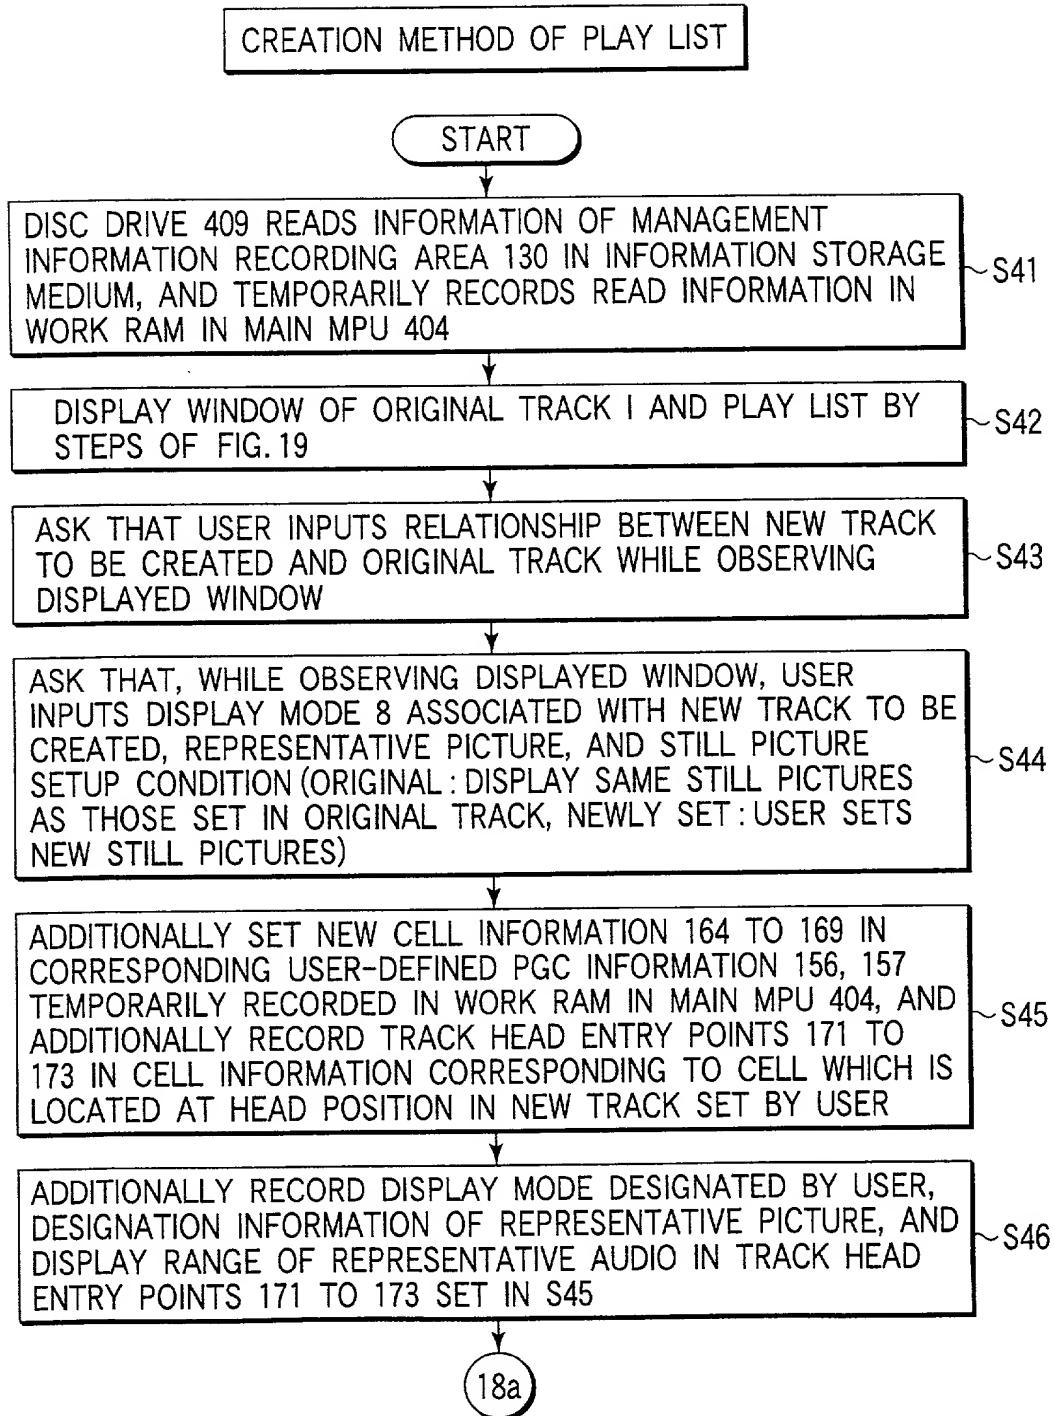 CREATION METHOD OF PLAY LIST
START
DISC DRIVE 409 READS INFORMATION OF MANAGEMENT
INFORMATION RECORDING AREA 130 IN INFORMATION STORAGE
MEDIUM, AND TEMPORARILY RECORDS READ INFORMATION IN
WORK RAM IN MAIN MPU 404
S41
DISPLAY WINDOW OF ORIGINAL TRACK I AND PLAY LIST BY
STEPS OF FIG. 19
S42
ASK THAT USER INPUTS RELATIONSHIP BETWEEN NEW TRACK
TO BE CREATED AND ORIGINAL TRACK WHILE OBSERVING
DISPLAYED WINDOW
S43
ASK THAT, WHILE OBSERVING DISPLAYED WINDOW, USER
INPUTS DISPLAY MODE 8 ASSOCIATED WITH NEW TRACK TO BE
CREATED, REPRESENTATIVE PICTURE, AND STILL PICTURE
SETUP CONDITION (ORIGINAL : DISPLAY SAME STILL PICTURES
AS THOSE SET IN ORIGINAL TRACK, NEWLY SET : USER SETS
NEW STILL PICTURES)
S44
ADDITIONALLY SET NEW CELL INFORMATION 164 TO 169 IN
CORRESPONDING USER-DEFINED PGC INFORMATION 156, 157
TEMPORARILY RECORDED IN WORK RAM IN MAIN MPU 404, AND
ADDITIONALLY RECORD TRACK HEAD ENTRY POINTS 171 TO
173 IN CELL INFORMATION CORRESPONDING TO CELL WHICH IS
LOCATED AT HEAD POSITION IN NEW TRACK SET BY USER
S45
ADDITIONALLY RECORD DISPLAY MODE DESIGNATED BY USER,
DESIGNATION INFORMATION OF REPRESENTATIVE PICTURE, AND
DISPLAY RANGE OF REPRESENTATIVE AUDIO IN TRACK HEAD
ENTRY POINTS 171 TO 173 SET IN S45
S46
18a